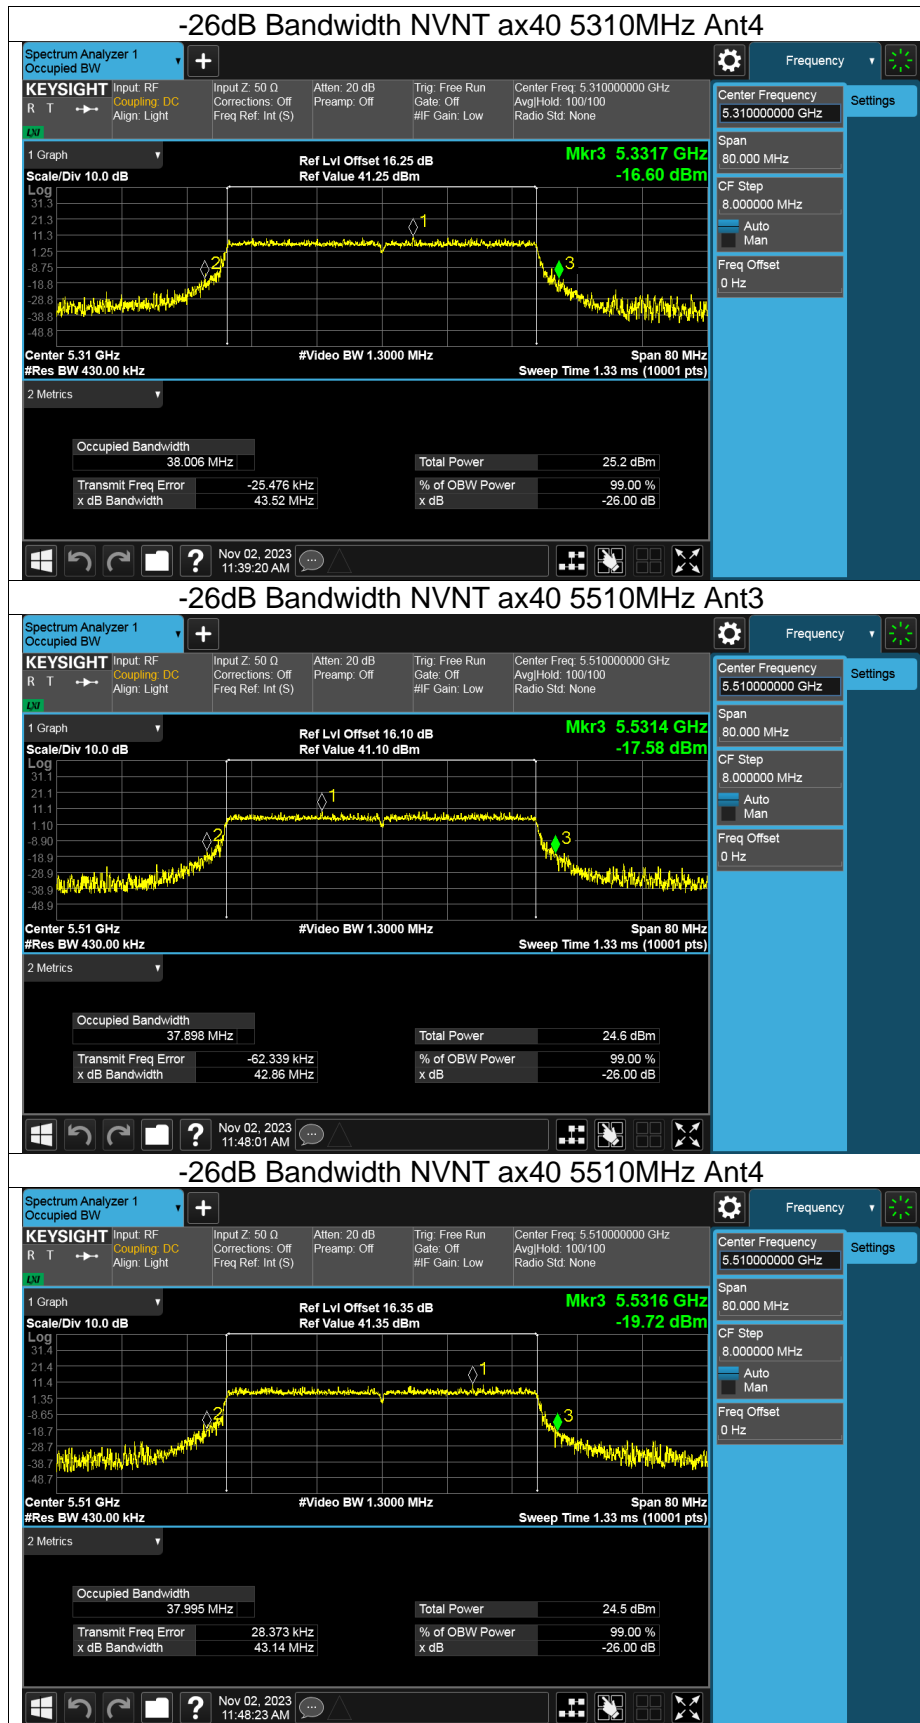 -26dB Bandwidth NVNT ax40 5310MHz Ant4
Spectrum Analyzer 1
Occupied BW
+
Frequency
KEYSIGHT
R T
LXI
Input: RF
Coupling: DC
Align: Light
Input Z: 50 Ω
Corrections: Off
Freq Ref: Int (S)
Atten: 20 dB
Preamp: Off
Trig: Free Run
Gate: Off
#IF Gain: Low
Center Freq: 5.310000000 GHz
Avg|Hold: 100/100
Radio Std: None
Center Frequency
5.310000000 GHz
Settings
Span
80.000 MHz
CF Step
8.000000 MHz
Auto
Man
Freq Offset
0 Hz
1 Graph
Scale/Div 10.0 dB
Ref Lvl Offset 16.25 dB
Ref Value 41.25 dBm
Mkr3 5.3317 GHz
-16.60 dBm
Log
31.3
21.3
11.3
1.25
-8.75
-18.8
-28.8
-38.8
-48.8
1
2
3
Center 5.31 GHz
#Video BW 1.3000 MHz
Span 80 MHz
#Res BW 430.00 kHz
Sweep Time 1.33 ms (10001 pts)
2 Metrics
Occupied Bandwidth
38.006 MHz
Total Power 25.2 dBm
Transmit Freq Error -25.476 kHz
% of OBW Power 99.00 %
x dB Bandwidth 43.52 MHz
x dB -26.00 dB
?
Nov 02, 2023
11:39:20 AM
-26dB Bandwidth NVNT ax40 5510MHz Ant3
Spectrum Analyzer 1
Occupied BW
+
Frequency
KEYSIGHT
R T
LXI
Input: RF
Coupling: DC
Align: Light
Input Z: 50 Ω
Corrections: Off
Freq Ref: Int (S)
Atten: 20 dB
Preamp: Off
Trig: Free Run
Gate: Off
#IF Gain: Low
Center Freq: 5.510000000 GHz
Avg|Hold: 100/100
Radio Std: None
Center Frequency
5.510000000 GHz
Settings
Span
80.000 MHz
CF Step
8.000000 MHz
Auto
Man
Freq Offset
0 Hz
1 Graph
Scale/Div 10.0 dB
Ref Lvl Offset 16.10 dB
Ref Value 41.10 dBm
Mkr3 5.5314 GHz
-17.58 dBm
Log
31.1
21.1
11.1
1.10
-8.90
-18.9
-28.9
-38.9
-48.9
1
2
3
Center 5.51 GHz
#Video BW 1.3000 MHz
Span 80 MHz
#Res BW 430.00 kHz
Sweep Time 1.33 ms (10001 pts)
2 Metrics
Occupied Bandwidth
37.898 MHz
Total Power 24.6 dBm
Transmit Freq Error -62.339 kHz
% of OBW Power 99.00 %
x dB Bandwidth 42.86 MHz
x dB -26.00 dB
?
Nov 02, 2023
11:48:01 AM
-26dB Bandwidth NVNT ax40 5510MHz Ant4
Spectrum Analyzer 1
Occupied BW
+
Frequency
KEYSIGHT
R T
LXI
Input: RF
Coupling: DC
Align: Light
Input Z: 50 Ω
Corrections: Off
Freq Ref: Int (S)
Atten: 20 dB
Preamp: Off
Trig: Free Run
Gate: Off
#IF Gain: Low
Center Freq: 5.510000000 GHz
Avg|Hold: 100/100
Radio Std: None
Center Frequency
5.510000000 GHz
Settings
Span
80.000 MHz
CF Step
8.000000 MHz
Auto
Man
Freq Offset
0 Hz
1 Graph
Scale/Div 10.0 dB
Ref Lvl Offset 16.35 dB
Ref Value 41.35 dBm
Mkr3 5.5316 GHz
-19.72 dBm
Log
31.4
21.4
11.4
1.35
-8.65
-18.7
-28.7
-38.7
-48.7
1
2
3
Center 5.51 GHz
#Video BW 1.3000 MHz
Span 80 MHz
#Res BW 430.00 kHz
Sweep Time 1.33 ms (10001 pts)
2 Metrics
Occupied Bandwidth
37.995 MHz
Total Power 24.5 dBm
Transmit Freq Error 28.373 kHz
% of OBW Power 99.00 %
x dB Bandwidth 43.14 MHz
x dB -26.00 dB
?
Nov 02, 2023
11:48:23 AM